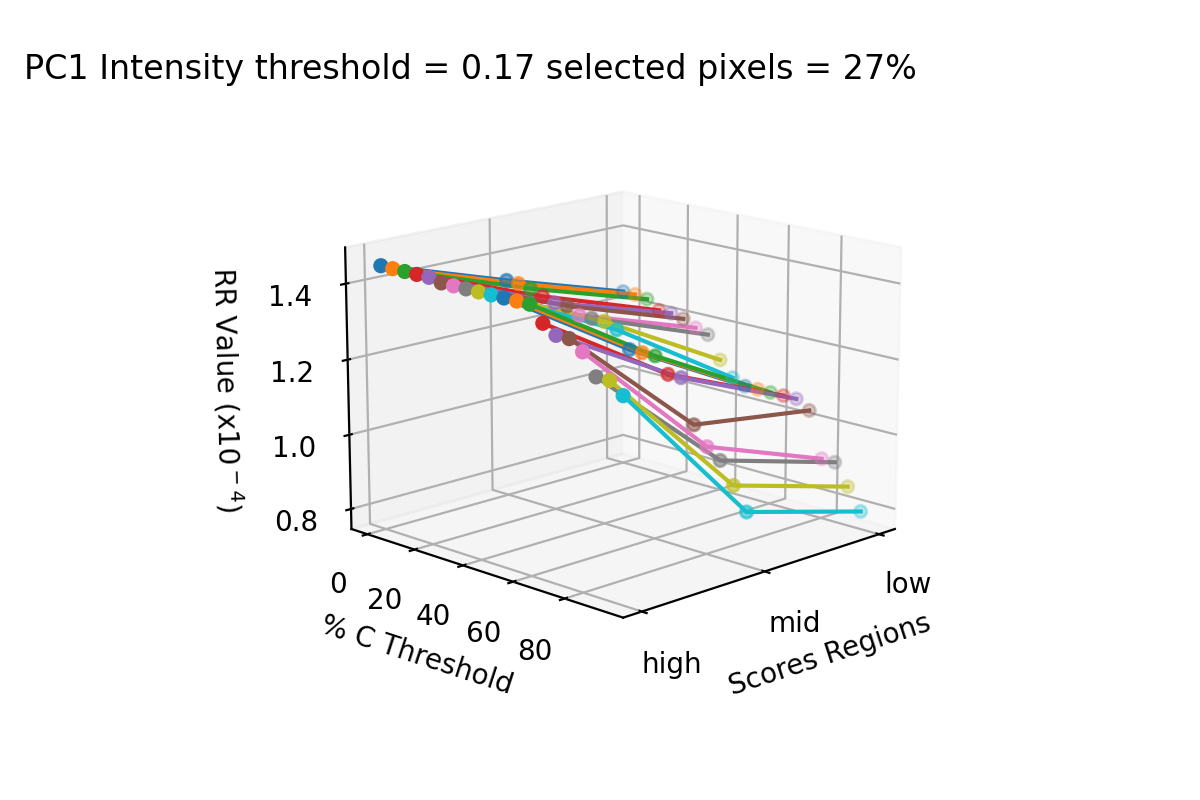 PC1 Intensity threshold = 0.17 selected pixels = 27%
RR Value (x10⁻⁴)
1.4
1.2
1.0
0.8
0
20
40
60
80
% C Threshold
high
mid
low
Scores Regions